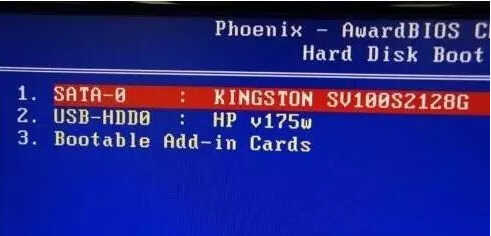 Phoenix - AwardBIOS C
Hard Disk Boot
1. SATA-0 : KINGSTON SV100S2128G
2. USB-HDD0 : HP v175w
3. Bootable Add-in Cards